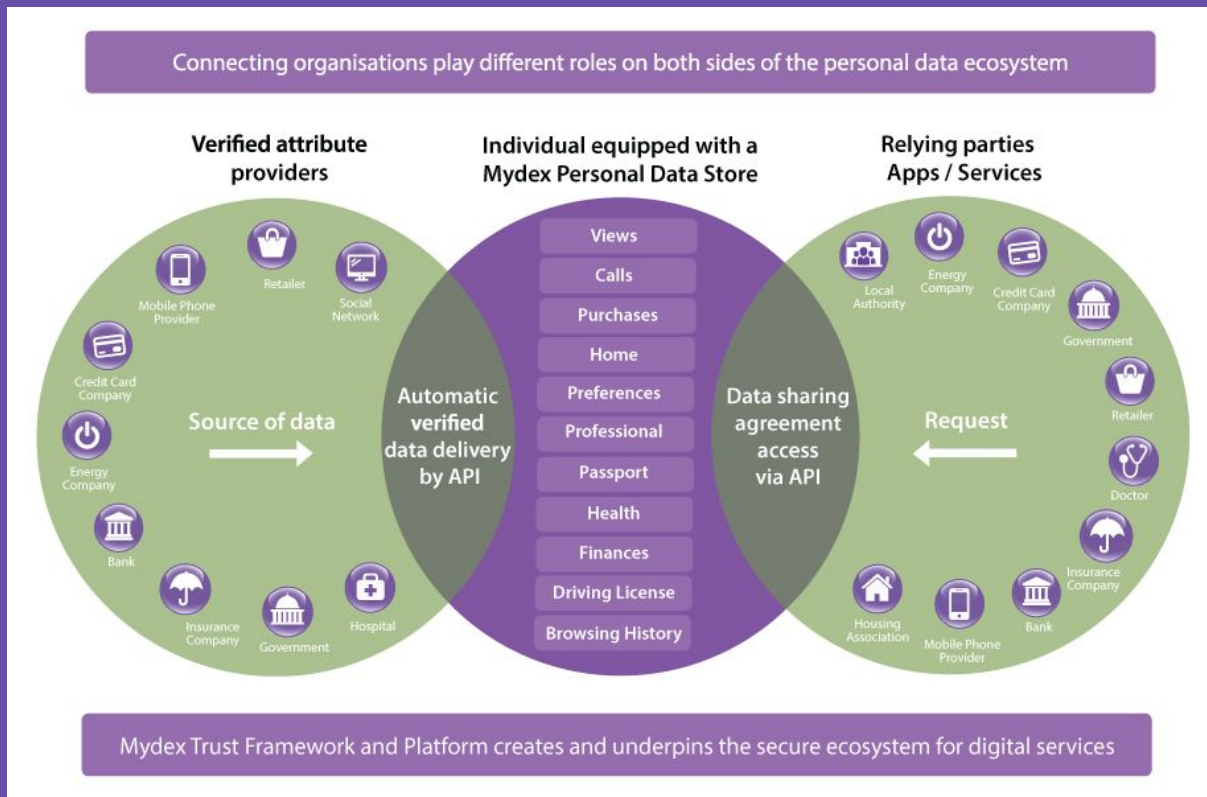 Connecting organisations play different roles on both sides of the personal data ecosystem
Verified attribute
providers
Individual equipped with a
Mydex Personal Data Store
Relying parties
Apps / Services
Retailer
Social
Network
Mobile Phone
Provider
Credit Card
Company
Energy
Company
Bank
Insurance
Company
Government
Hospital
Source of data
Automatic
verified
data delivery
by API
Views
Calls
Purchases
Home
Preferences
Professional
Passport
Health
Finances
Driving License
Browsing History
Data sharing
agreement
access
via API
Request
Local
Authority
Energy
Company
Credit Card
Company
Government
Retailer
Doctor
Insurance
Company
Bank
Mobile Phone
Provider
Housing
Association
Mydex Trust Framework and Platform creates and underpins the secure ecosystem for digital services